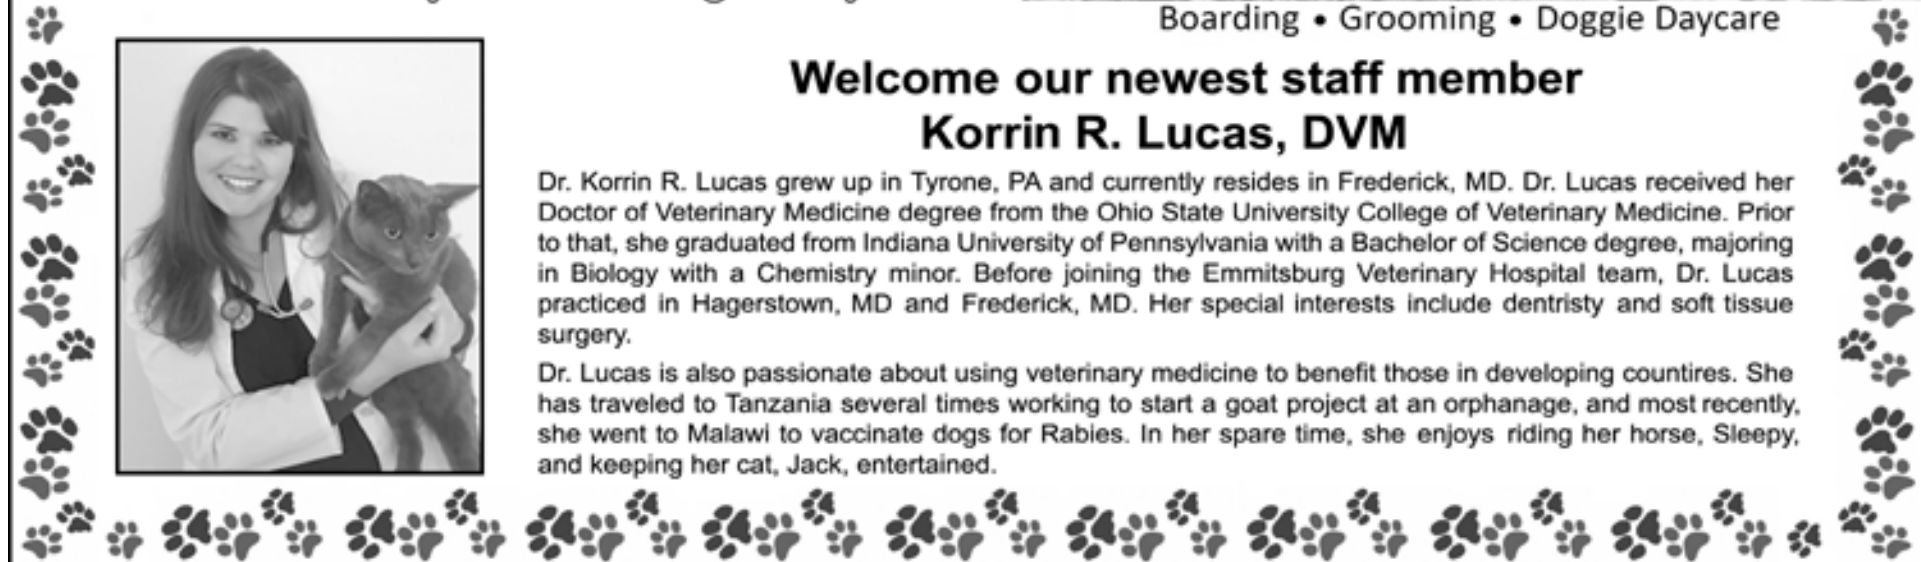 Boarding • Grooming • Doggie Daycare
Welcome our newest staff member
Korrin R. Lucas, DVM
Dr. Korrin R. Lucas grew up in Tyrone, PA and currently resides in Frederick, MD. Dr. Lucas received her
Doctor of Veterinary Medicine degree from the Ohio State University College of Veterinary Medicine. Prior
to that, she graduated from Indiana University of Pennsylvania with a Bachelor of Science degree, majoring
in Biology with a Chemistry minor. Before joining the Emmitsburg Veterinary Hospital team, Dr. Lucas
practiced in Hagerstown, MD and Frederick, MD. Her special interests include dentristy and soft tissue
surgery.
Dr. Lucas is also passionate about using veterinary medicine to benefit those in developing countires. She
has traveled to Tanzania several times working to start a goat project at an orphanage, and most recently,
she went to Malawi to vaccinate dogs for Rabies. In her spare time, she enjoys riding her horse, Sleepy,
and keeping her cat, Jack, entertained.